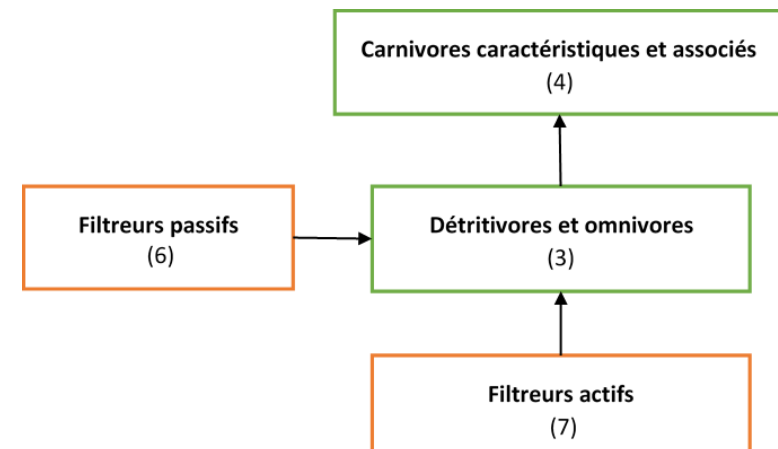 Carnivores caractéristiques et associés
(4)
Filtreurs passifs
(6)
Détritivores et omnivores
(3)
Filtreurs actifs
(7)